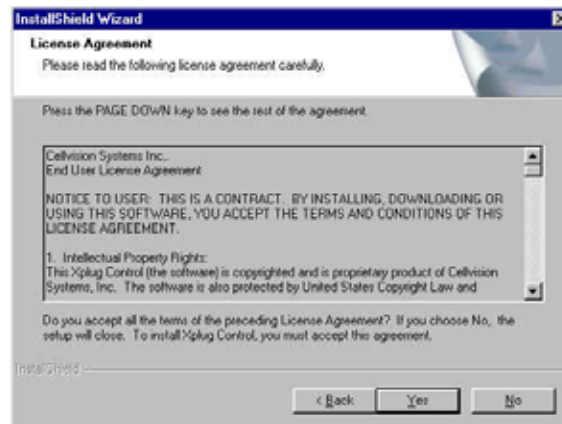 InstallShield Wizard
License Agreement
Please read the following license agreement carefully.
Press the PAGE DOWN key to see the rest of the agreement.
Cellvision Systems Inc,.
End User License Agreement
NOTICE TO USER: THIS IS A CONTRACT. BY INSTALLING, DOWNLOADING OR
USING THIS SOFTWARE, YOU ACCEPT THE TERMS AND CONDITIONS OF THIS
LICENSE AGREEMENT.
1. Intellectual Property Rights:
This Xplug Control (the software) is copyrighted and is proprietary product of Cellvision
Systems, Inc. The software is also protected by United States Copyright Law and
Do you accept all the terms of the preceding License Agreement? If you choose No, the
setup will close. To install Xplug Control, you must accept this agreement.
InstallShield
< Back Yes No